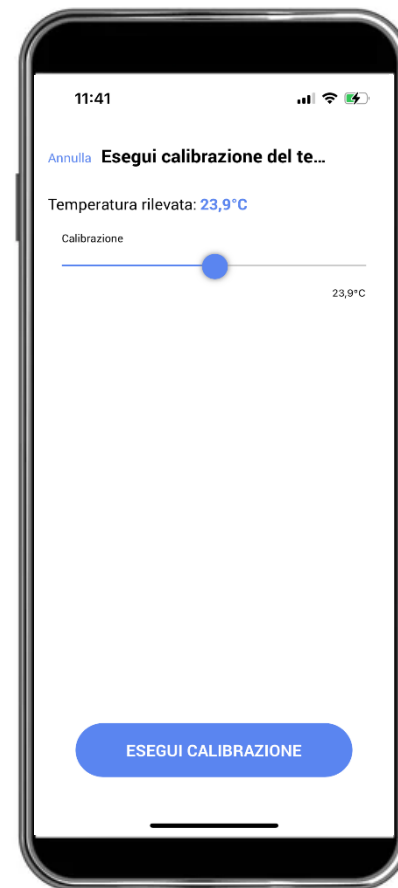 11:41
Annulla Esegui calibrazione del te...
Temperatura rilevata: 23,9°C
Calibrazione
23,9°C
ESEGUI CALIBRAZIONE